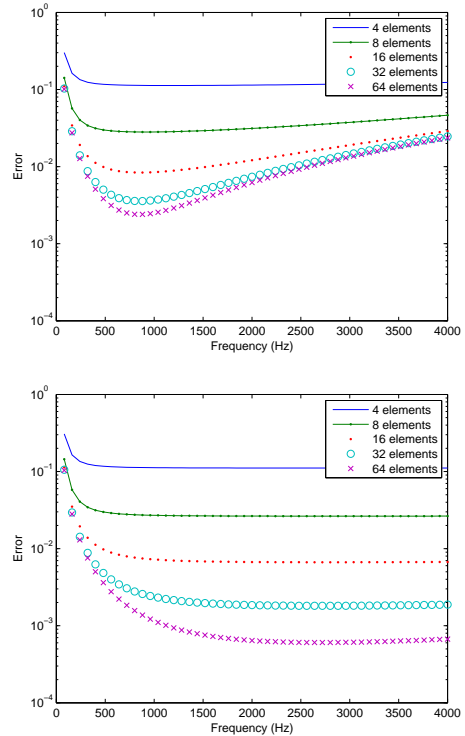 10^0
10^-1
10^-2
10^-3
10^-4
Error
0 500 1000 1500 2000 2500 3000 3500 4000
Frequency (Hz)
4 elements
8 elements
16 elements
32 elements
64 elements
10^0
10^-1
10^-2
10^-3
10^-4
Error
0 500 1000 1500 2000 2500 3000 3500 4000
Frequency (Hz)
4 elements
8 elements
16 elements
32 elements
64 elements